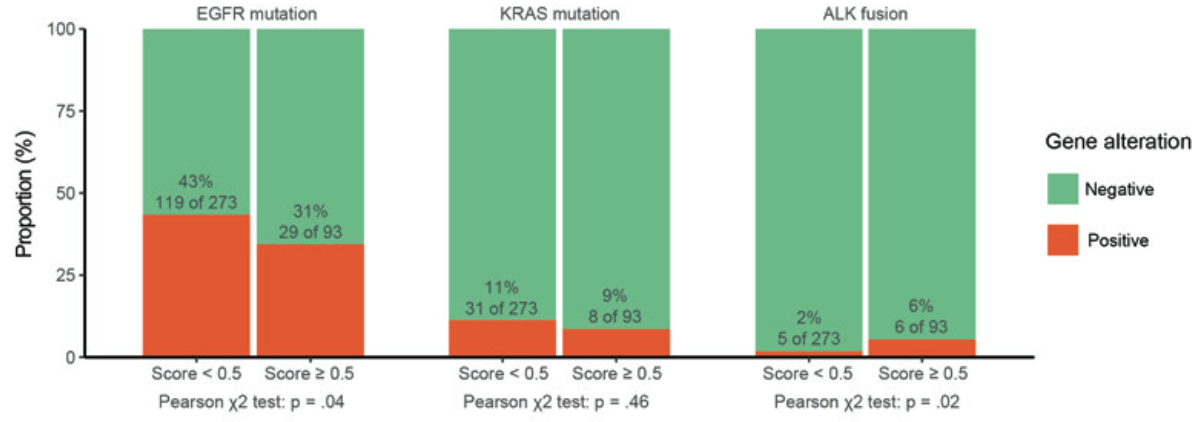 EGFR mutation
KRAS mutation
ALK fusion
Proportion (%)
100
75
50
25
0
43%
119 of 273
31%
29 of 93
11%
31 of 273
9%
8 of 93
2%
5 of 273
6%
6 of 93
Score < 0.5
Score ≥ 0.5
Score < 0.5
Score ≥ 0.5
Score < 0.5
Score ≥ 0.5
Pearson χ2 test: p = .04
Pearson χ2 test: p = .46
Pearson χ2 test: p = .02
Gene alteration
Negative
Positive